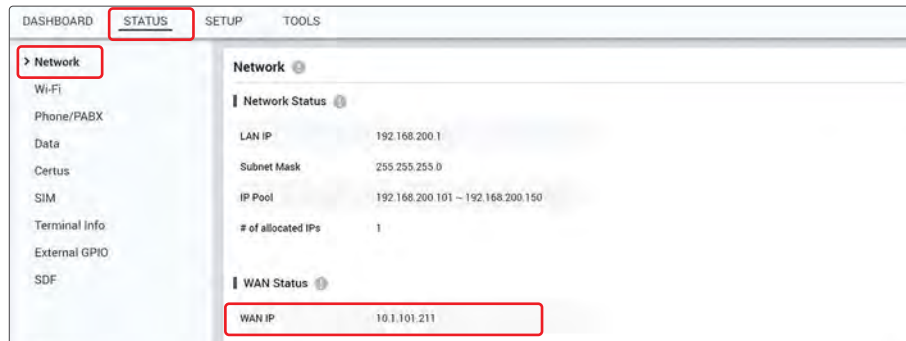 DASHBOARD STATUS SETUP TOOLS
> Network
Wi-Fi
Phone/PABX
Data
Certus
SIM
Terminal Info
External GPIO
SDF
Network
Network Status
LAN IP 192.168.200.1
Subnet Mask 255.255.255.0
IP Pool 192.168.200.101 ~ 192.168.200.150
# of allocated IPs 1
WAN Status
WAN IP 10.1.101.211